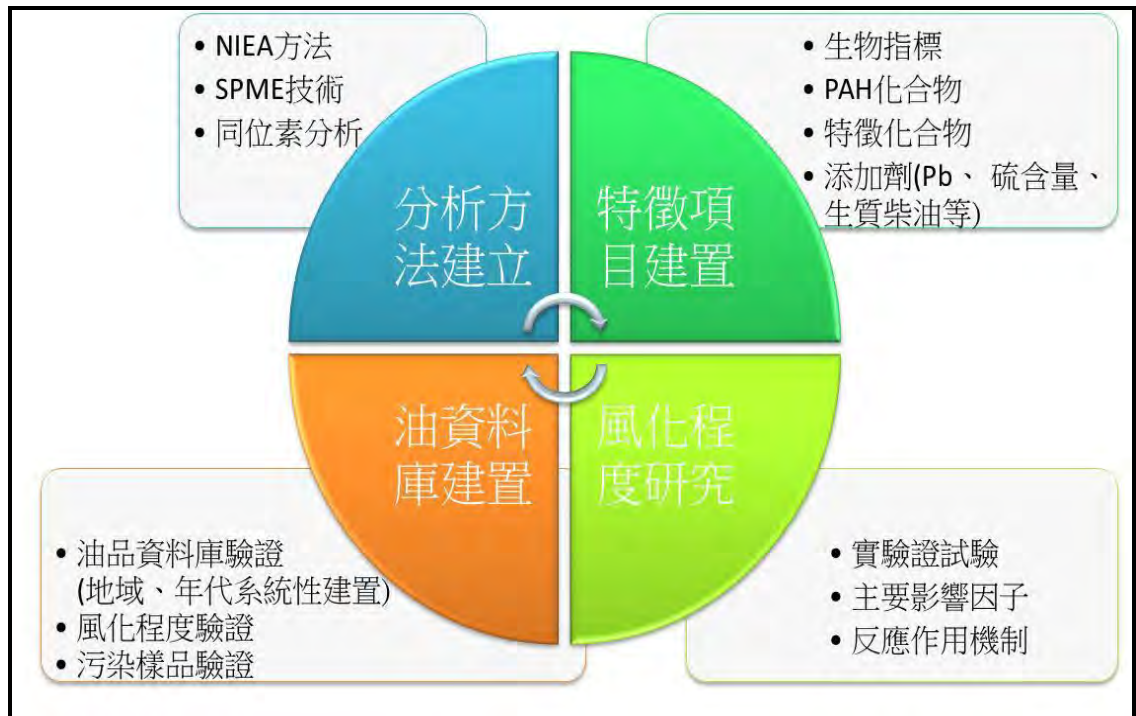 • NIEA方法
• SPME技術
• 同位素分析
• 生物指標
• PAH化合物
• 特徵化合物
• 添加劑(Pb、 硫含量、
生質柴油等)
分析方
法建立
特徵項
目建置
油資料
庫建置
風化程
度研究
• 油品資料庫驗證
(地域、年代系統性建置)
• 風化程度驗證
• 污染樣品驗證
• 實驗證試驗
• 主要影響因子
• 反應作用機制